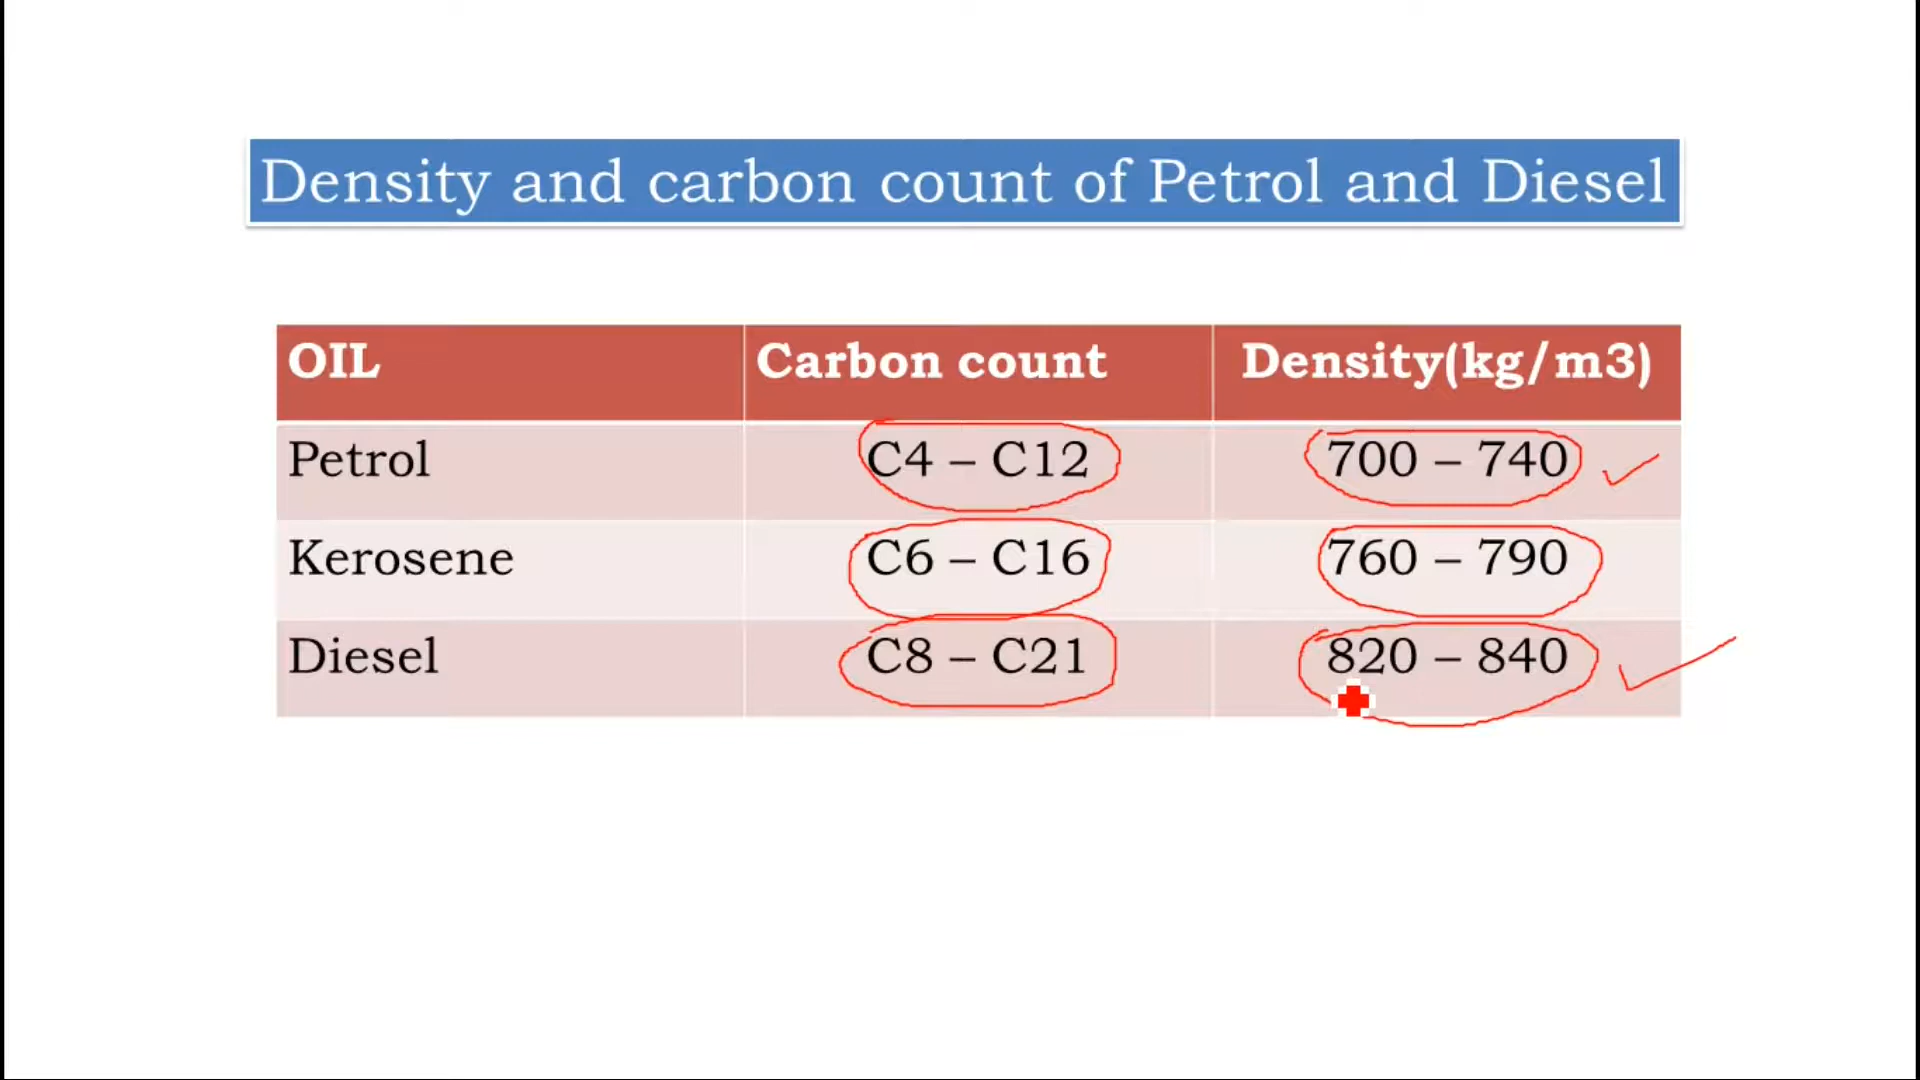 Density and carbon count of Petrol and Diesel
OIL Carbon count Density(kg/m3)
Petrol C4 – C12 700 – 740
Kerosene C6 – C16 760 – 790
Diesel C8 – C21 820 – 840